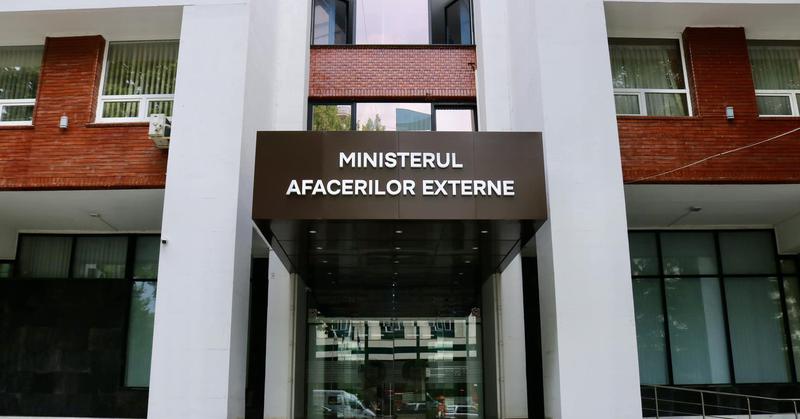 MINISTERUL
AFACERILOR EXTERNE